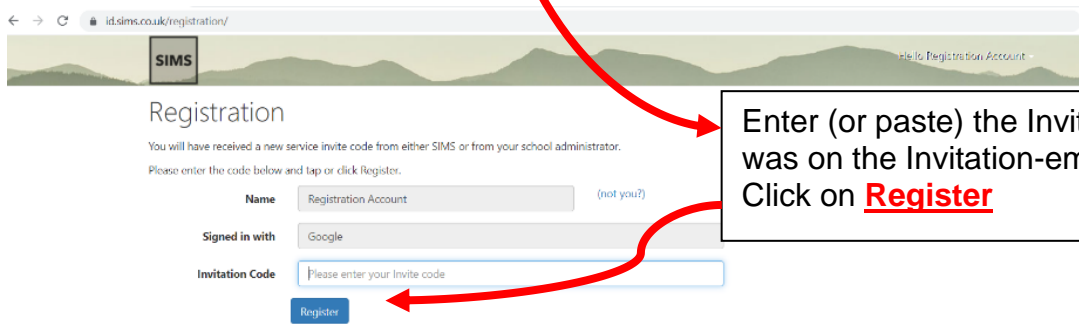 id.sims.co.uk/registration/
SIMS
Hello Registration Account
Registration
You will have received a new service invite code from either SIMS or from your school administrator.
Please enter the code below and tap or click Register.
Name Registration Account (not you?)
Signed in with Google
Invitation Code Please enter your Invite code
Register
Enter (or paste) the Invit
was on the Invitation-em
Click on Register